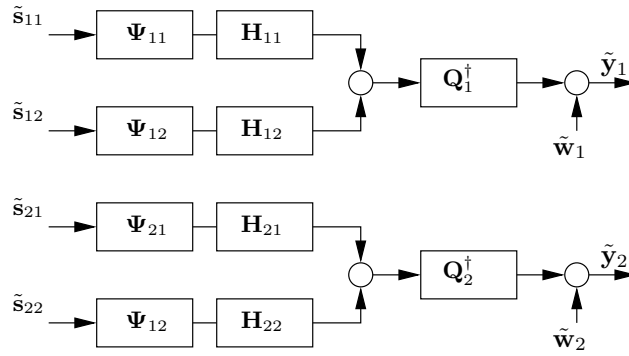 s̃₁₁ Ψ₁₁ H₁₁
Q₁† ỹ₁
s̃₁₂ Ψ₁₂ H₁₂
w̃₁
s̃₂₁ Ψ₂₁ H₂₁
Q₂† ỹ₂
s̃₂₂ Ψ₁₂ H₂₂
w̃₂